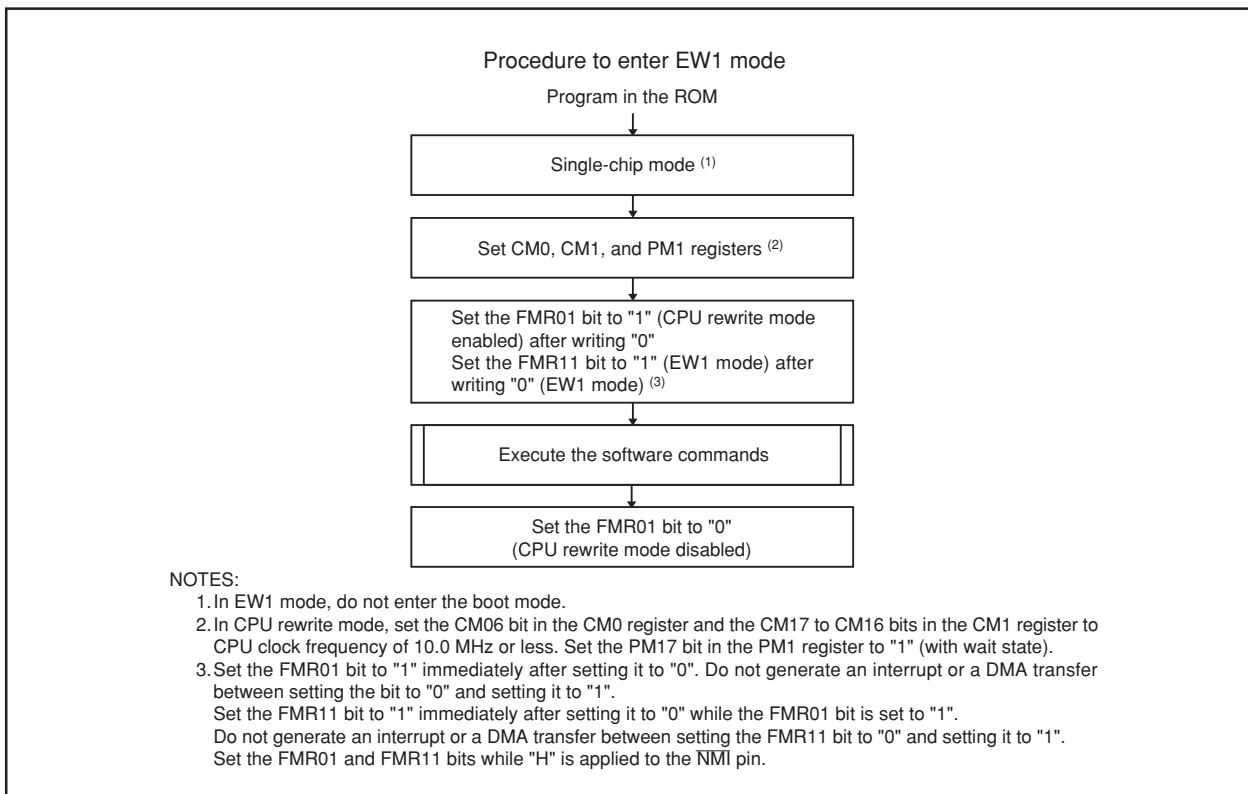 Procedure to enter EW1 mode
Program in the ROM
Single-chip mode (1)
Set CM0, CM1, and PM1 registers (2)
Set the FMR01 bit to "1" (CPU rewrite mode
enabled) after writing "0"
Set the FMR11 bit to "1" (EW1 mode) after
writing "0" (EW1 mode) (3)
Execute the software commands
Set the FMR01 bit to "0"
(CPU rewrite mode disabled)
NOTES:
1. In EW1 mode, do not enter the boot mode.
2. In CPU rewrite mode, set the CM06 bit in the CM0 register and the CM17 to CM16 bits in the CM1 register to
CPU clock frequency of 10.0 MHz or less. Set the PM17 bit in the PM1 register to "1" (with wait state).
3. Set the FMR01 bit to "1" immediately after setting it to "0". Do not generate an interrupt or a DMA transfer
between setting the bit to "0" and setting it to "1".
Set the FMR11 bit to "1" immediately after setting it to "0" while the FMR01 bit is set to "1".
Do not generate an interrupt or a DMA transfer between setting the FMR11 bit to "0" and setting it to "1".
Set the FMR01 and FMR11 bits while "H" is applied to the N̅M̅I̅ pin.